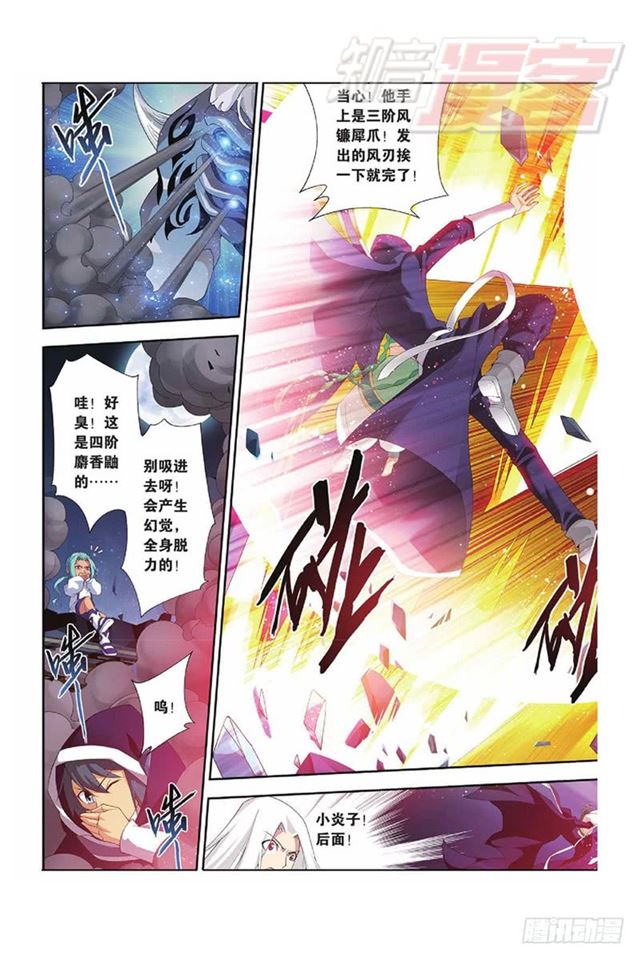 知音漫客
嗤
当心！他手
上是三阶风
镰犀爪！发
出的风刃挨
一下就完了！
哇！好
臭！这
是四阶
麝香鼬
的……
别吸进
去呀！
会产生
幻觉，
全身脱
力的！
碰
碰
嗤
呜！
嗤
小炎子！
后面！
腾讯动漫